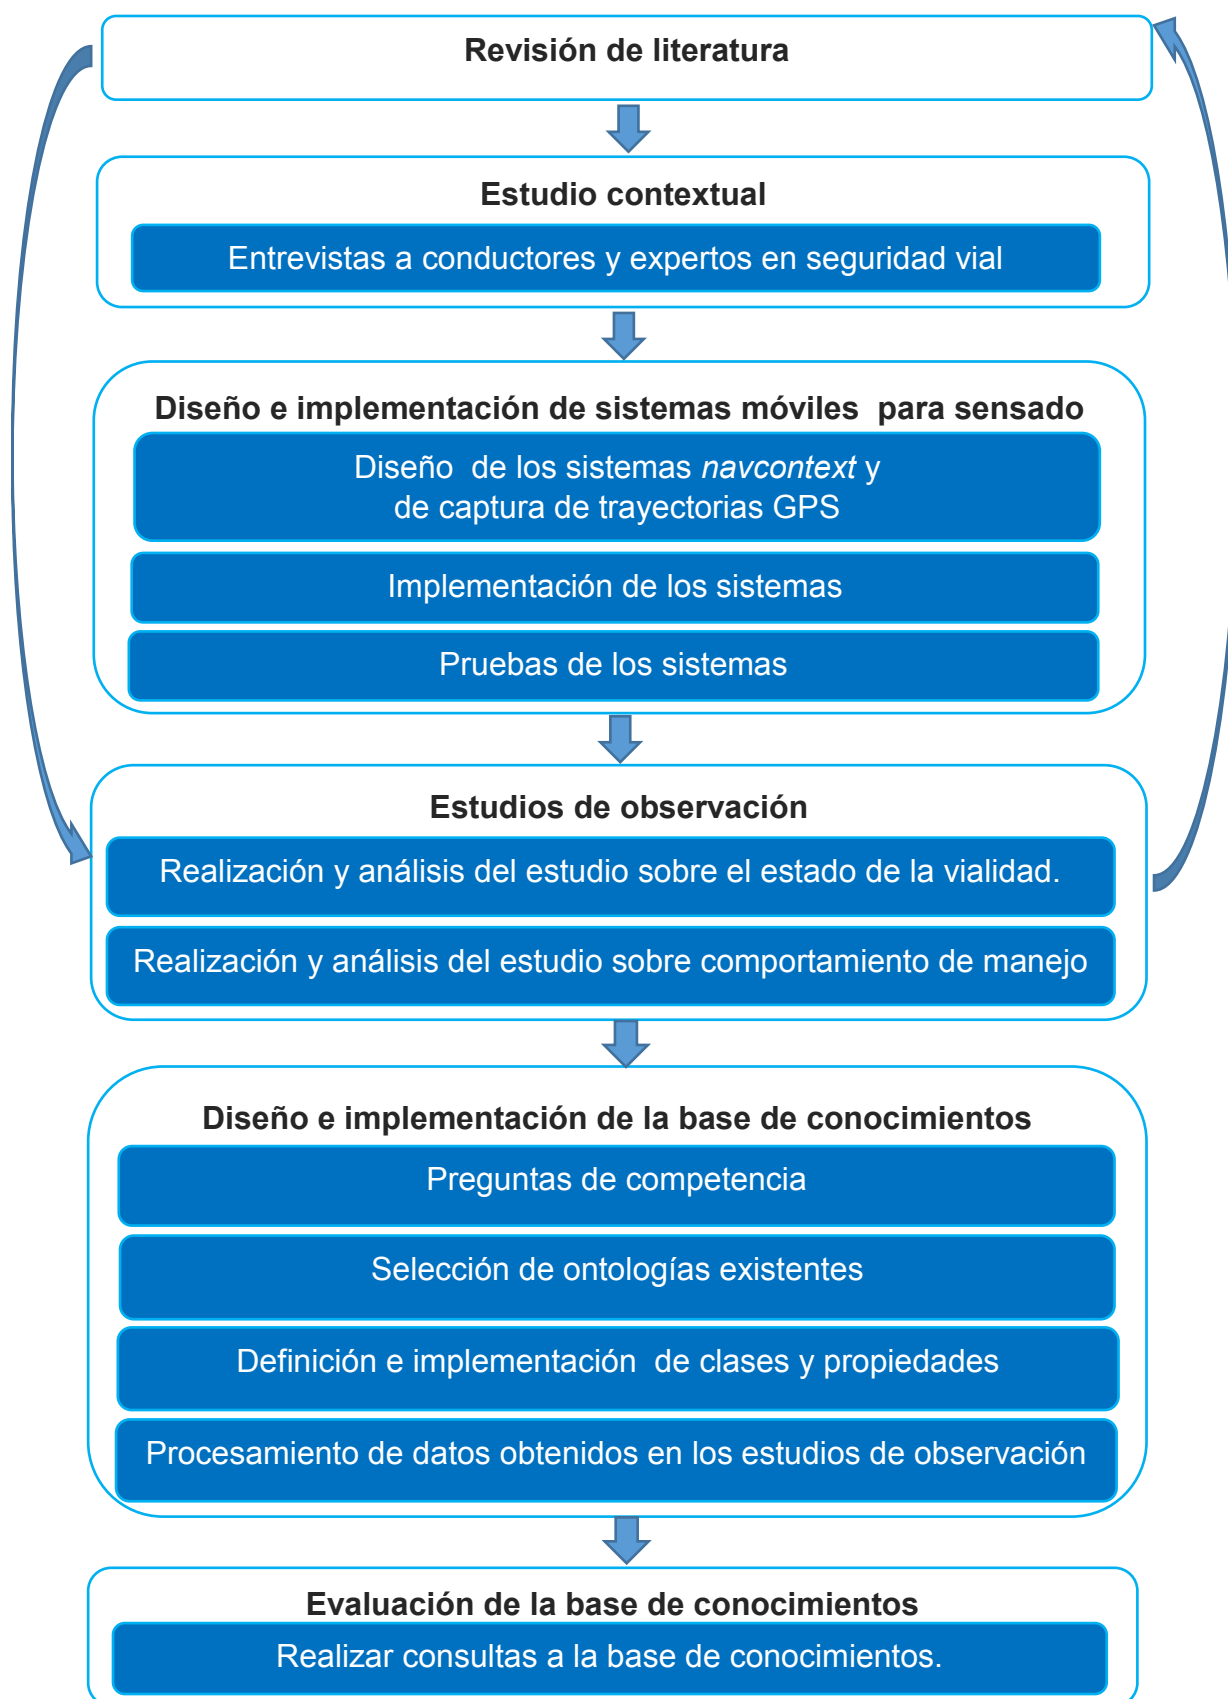 Revisión de literatura
Estudio contextual
Entrevistas a conductores y expertos en seguridad vial
Diseño e implementación de sistemas móviles para sensado
Diseño de los sistemas navcontext y
de captura de trayectorias GPS
Implementación de los sistemas
Pruebas de los sistemas
Estudios de observación
Realización y análisis del estudio sobre el estado de la vialidad.
Realización y análisis del estudio sobre comportamiento de manejo
Diseño e implementación de la base de conocimientos
Preguntas de competencia
Selección de ontologías existentes
Definición e implementación de clases y propiedades
Procesamiento de datos obtenidos en los estudios de observación
Evaluación de la base de conocimientos
Realizar consultas a la base de conocimientos.